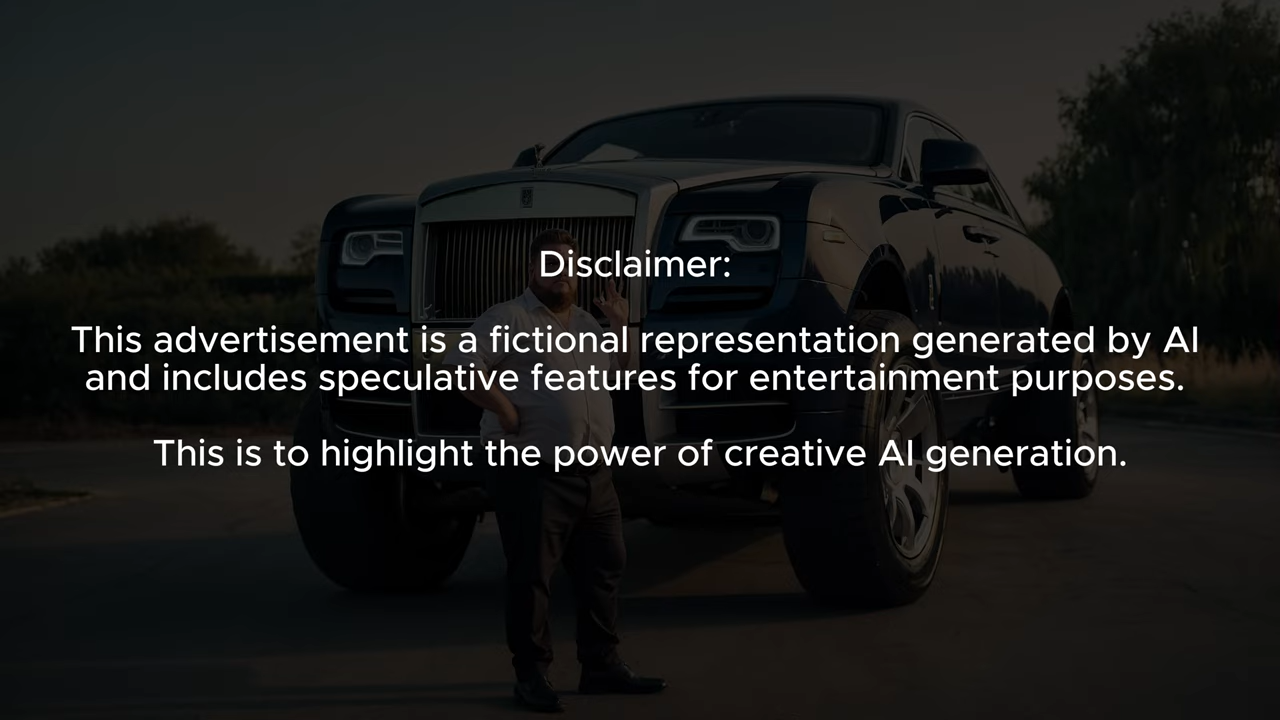 Disclaimer:
This advertisement is a fictional representation generated by AI
and includes speculative features for entertainment purposes.
This is to highlight the power of creative AI generation.